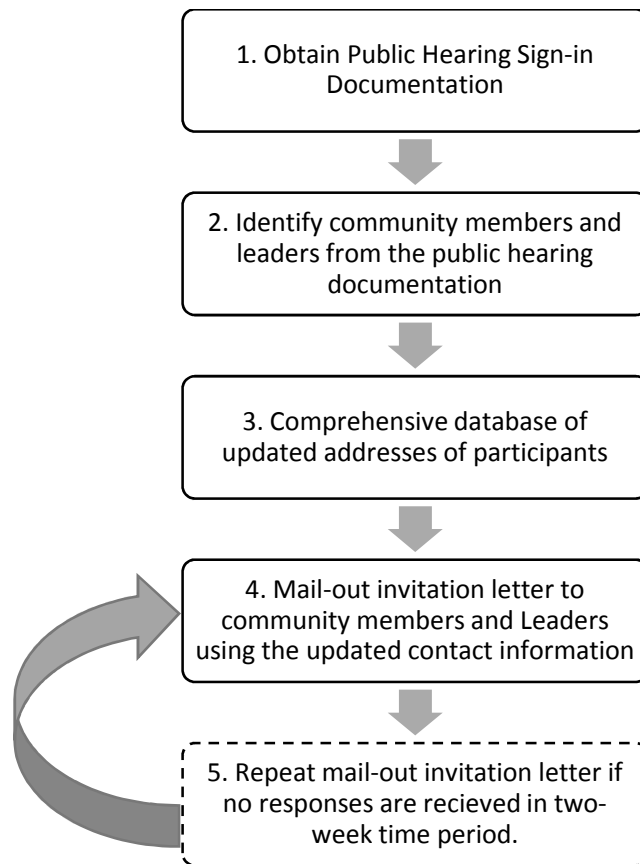 1. Obtain Public Hearing Sign-in
Documentation
2. Identify community members and
leaders from the public hearing
documentation
3. Comprehensive database of
updated addresses of participants
4. Mail-out invitation letter to
community members and Leaders
using the updated contact information
5. Repeat mail-out invitation letter if
no responses are recieved in two-
week time period.